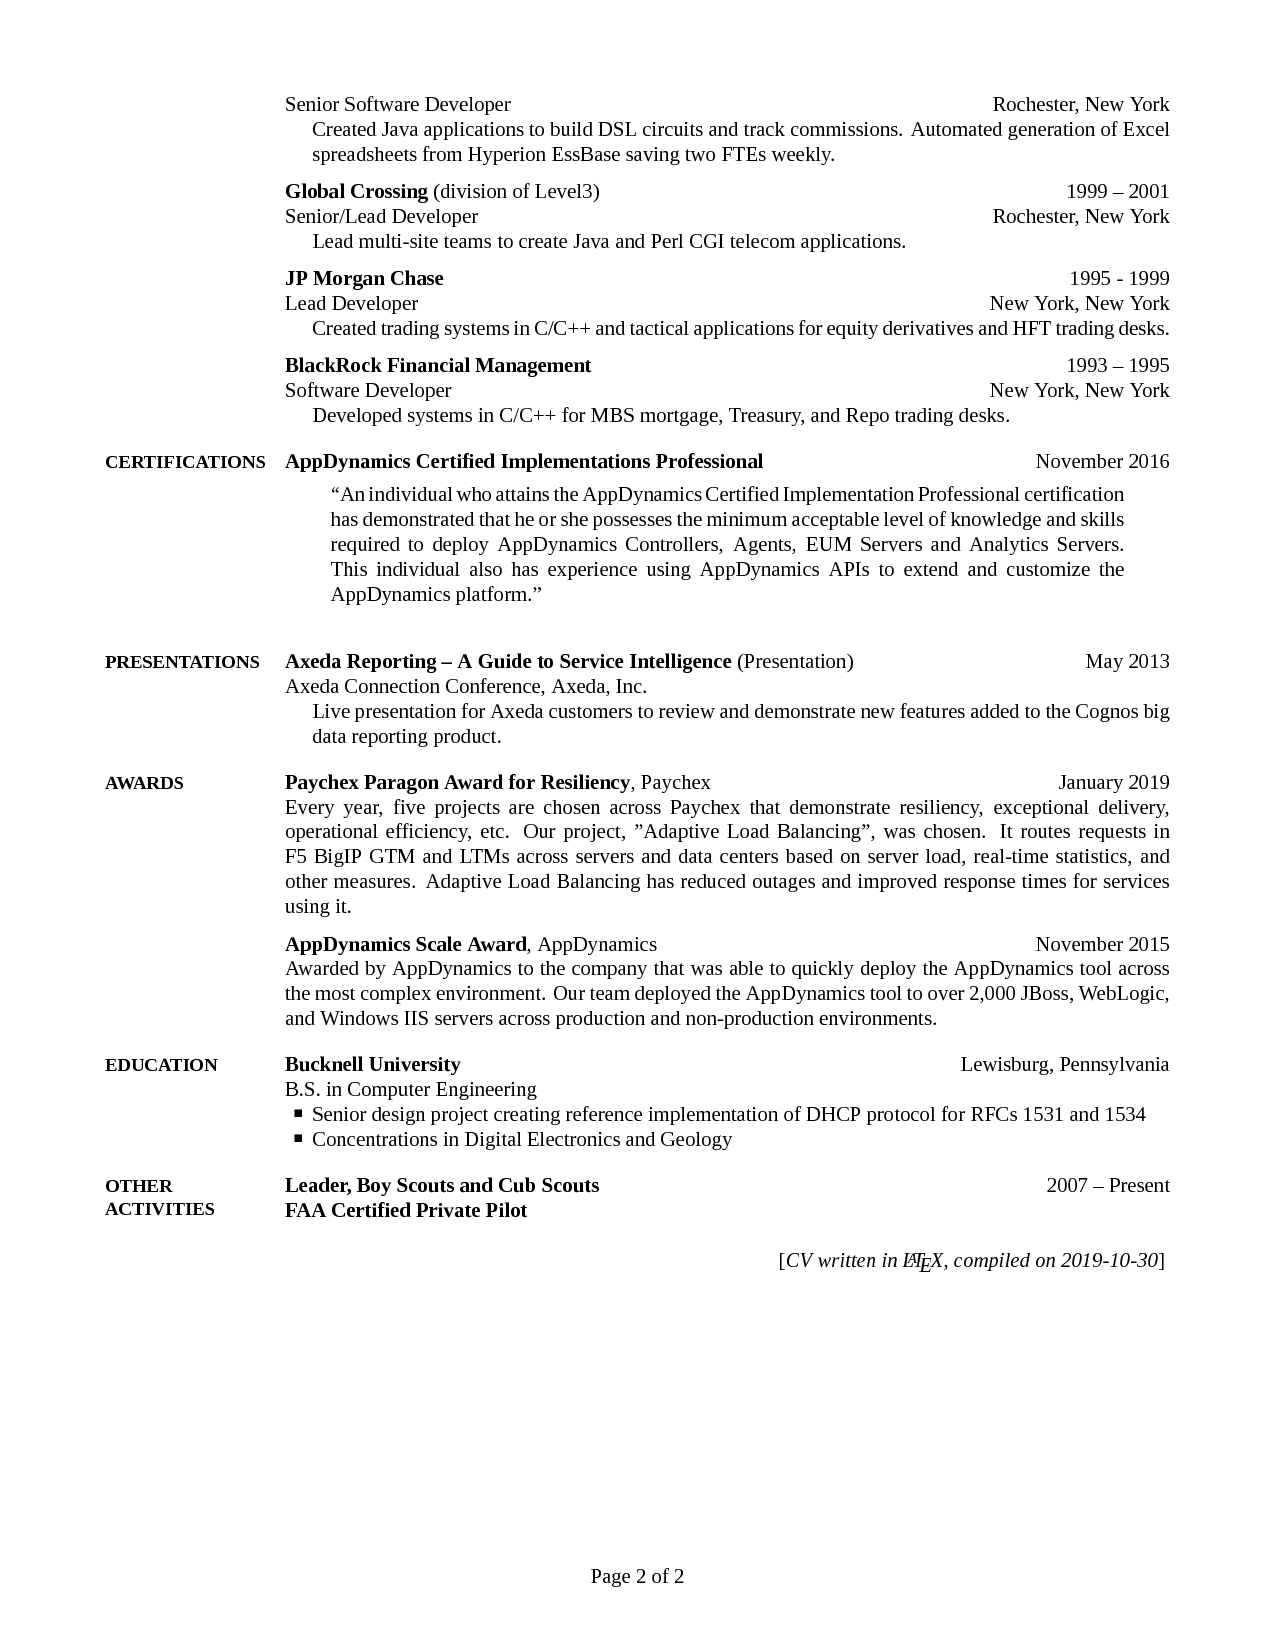 Senior Software Developer Rochester, New York
Created Java applications to build DSL circuits and track commissions. Automated generation of Excel
spreadsheets from Hyperion EssBase saving two FTEs weekly.
Global Crossing (division of Level3) 1999 – 2001
Senior/Lead Developer Rochester, New York
Lead multi-site teams to create Java and Perl CGI telecom applications.
JP Morgan Chase 1995 - 1999
Lead Developer New York, New York
Created trading systems in C/C++ and tactical applications for equity derivatives and HFT trading desks.
BlackRock Financial Management 1993 – 1995
Software Developer New York, New York
Developed systems in C/C++ for MBS mortgage, Treasury, and Repo trading desks.
CERTIFICATIONS AppDynamics Certified Implementations Professional November 2016
“An individual who attains the AppDynamics Certified Implementation Professional certification
has demonstrated that he or she possesses the minimum acceptable level of knowledge and skills
required to deploy AppDynamics Controllers, Agents, EUM Servers and Analytics Servers.
This individual also has experience using AppDynamics APIs to extend and customize the
AppDynamics platform.”
PRESENTATIONS Axeda Reporting – A Guide to Service Intelligence (Presentation) May 2013
Axeda Connection Conference, Axeda, Inc.
Live presentation for Axeda customers to review and demonstrate new features added to the Cognos big
data reporting product.
AWARDS Paychex Paragon Award for Resiliency, Paychex January 2019
Every year, five projects are chosen across Paychex that demonstrate resiliency, exceptional delivery,
operational efficiency, etc. Our project, ”Adaptive Load Balancing”, was chosen. It routes requests in
F5 BigIP GTM and LTMs across servers and data centers based on server load, real-time statistics, and
other measures. Adaptive Load Balancing has reduced outages and improved response times for services
using it.
AppDynamics Scale Award, AppDynamics November 2015
Awarded by AppDynamics to the company that was able to quickly deploy the AppDynamics tool across
the most complex environment. Our team deployed the AppDynamics tool to over 2,000 JBoss, WebLogic,
and Windows IIS servers across production and non-production environments.
EDUCATION Bucknell University Lewisburg, Pennsylvania
B.S. in Computer Engineering
▪ Senior design project creating reference implementation of DHCP protocol for RFCs 1531 and 1534
▪ Concentrations in Digital Electronics and Geology
OTHER Leader, Boy Scouts and Cub Scouts 2007 – Present
ACTIVITIES FAA Certified Private Pilot
[CV written in LATEX, compiled on 2019-10-30]
Page 2 of 2